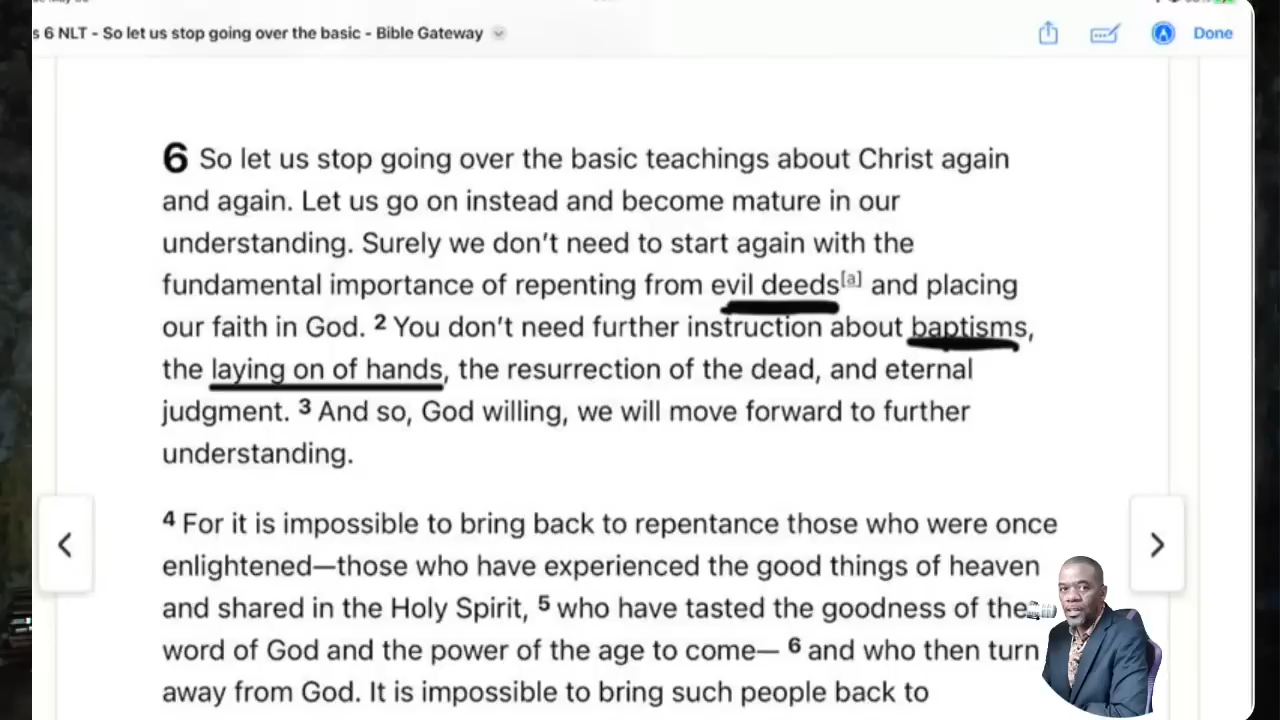 s 6 NLT - So let us stop going over the basic - Bible Gateway
Done
6 So let us stop going over the basic teachings about Christ again
and again. Let us go on instead and become mature in our
understanding. Surely we don’t need to start again with the
fundamental importance of repenting from evil deeds[a] and placing
our faith in God. 2 You don’t need further instruction about baptisms,
the laying on of hands, the resurrection of the dead, and eternal
judgment. 3 And so, God willing, we will move forward to further
understanding.
4 For it is impossible to bring back to repentance those who were once
enlightened—those who have experienced the good things of heaven
and shared in the Holy Spirit, 5 who have tasted the goodness of the
word of God and the power of the age to come— 6 and who then turn
away from God. It is impossible to bring such people back to